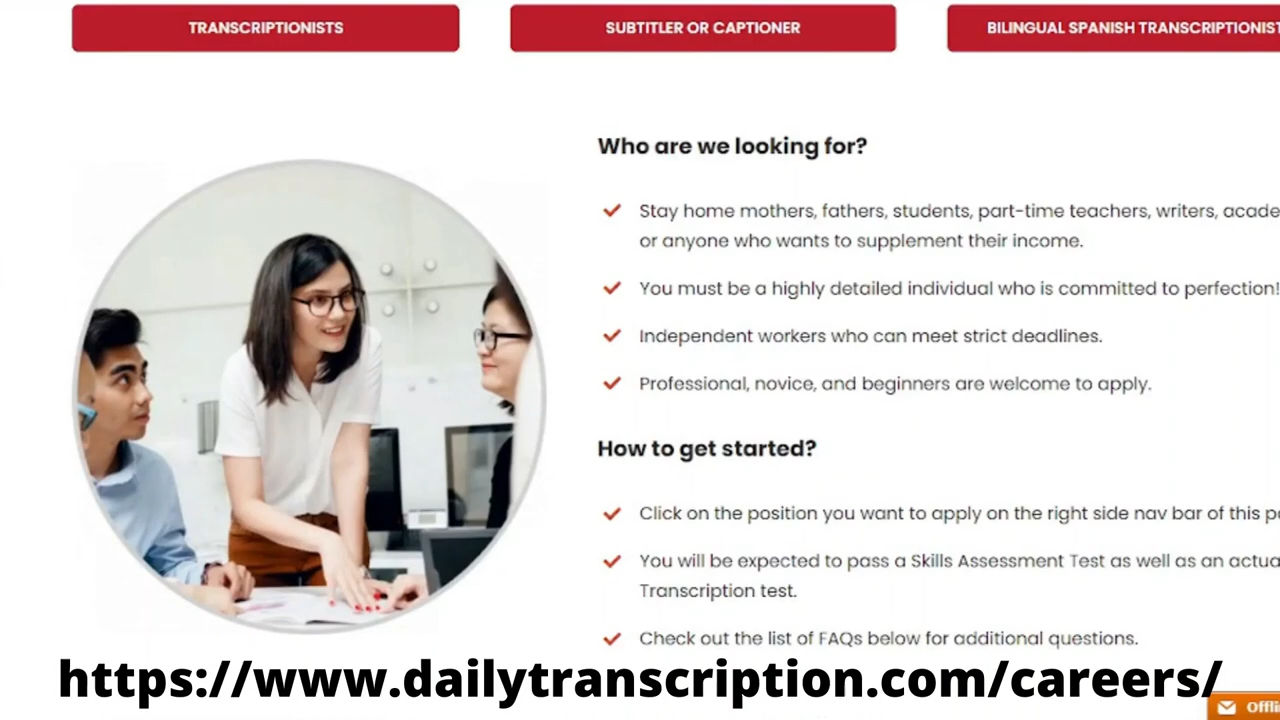 TRANSCRIPTIONISTS
SUBTITLER OR CAPTIONER
BILINGUAL SPANISH
Who are we looking for?
Stay home mothers, fathers, students, part-time teachers, writers,
or anyone who wants to supplement their income.
You must be a highly detailed individual who is committed to perfection!
Independent workers who can meet strict deadlines.
Professional, novice, and beginners are welcome to apply.
How to get started?
Click on the position you want to apply on the right side nav bar of this
You will be expected to pass a Skills Assessment Test as well as an
Transcription test.
Check out the list of FAQs below for additional questions.
https://www.dailytranscription.com/careers/